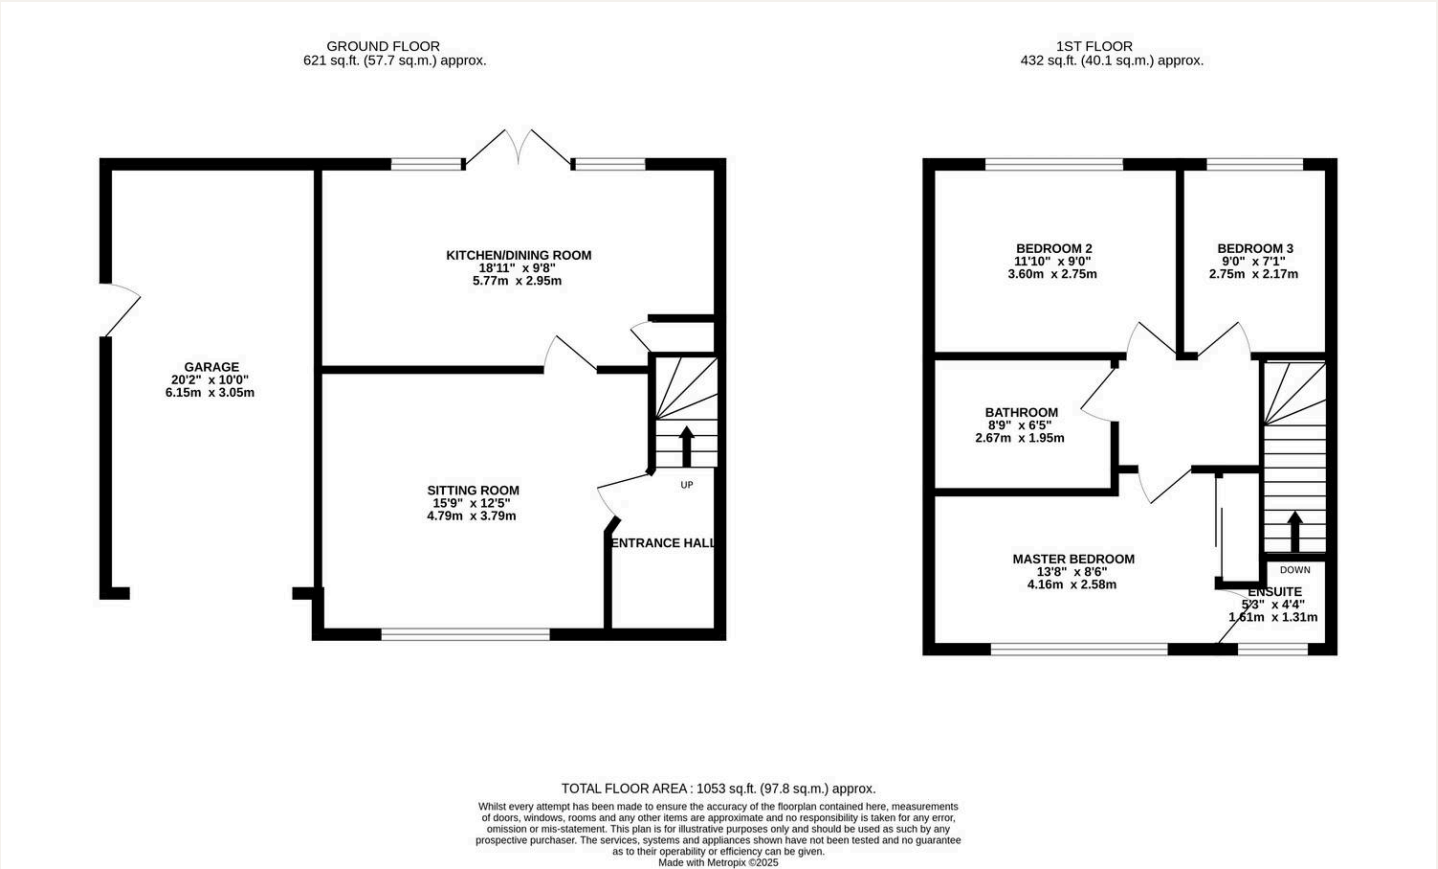 GROUND FLOOR
621 sq.ft. (57.7 sq.m.) approx.
1ST FLOOR
432 sq.ft. (40.1 sq.m.) approx.
KITCHEN/DINING ROOM
18'11" x 9'8"
5.77m x 2.95m
GARAGE
20'2" x 10'0"
6.15m x 3.05m
SITTING ROOM
15'9" x 12'5"
4.79m x 3.79m
UP
ENTRANCE HALL
BEDROOM 2
11'10" x 9'0"
3.60m x 2.75m
BEDROOM 3
9'0" x 7'1"
2.75m x 2.17m
BATHROOM
8'9" x 6'5"
2.67m x 1.95m
MASTER BEDROOM
13'8" x 8'6"
4.16m x 2.58m
DOWN
ENSUITE
5'3" x 4'4"
1.61m x 1.31m
TOTAL FLOOR AREA : 1053 sq.ft. (97.8 sq.m.) approx.
Whilst every attempt has been made to ensure the accuracy of the floorplan contained here, measurements
of doors, windows, rooms and any other items are approximate and no responsibility is taken for any error,
omission or mis-statement. This plan is for illustrative purposes only and should be used as such by any
prospective purchaser. The services, systems and appliances shown have not been tested and no guarantee
as to their operability or efficiency can be given.
Made with Metropix ©2025